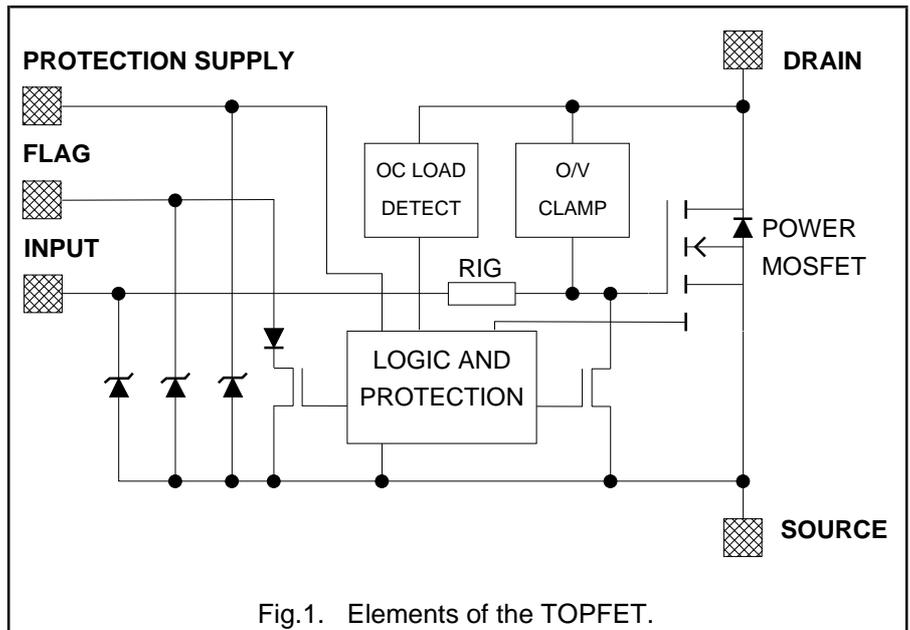 PROTECTION SUPPLY
DRAIN
FLAG
OC LOAD
DETECT
O/V
CLAMP
INPUT
RIG
POWER
MOSFET
LOGIC AND
PROTECTION
SOURCE
Fig.1. Elements of the TOPFET.